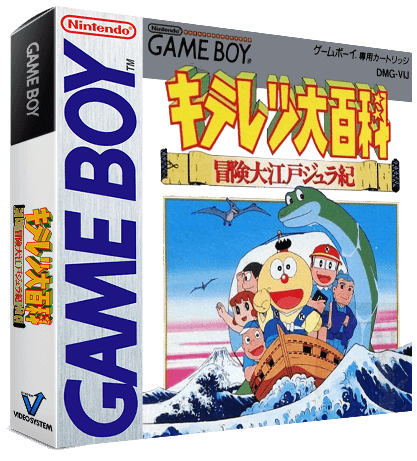 Nintendo
GAME BOY
GAME BOY
TM
キテレツ大百科
冒険大江戸ジュラ紀
VIDEO SYSTEM
Nintendo
GAME BOY
ゲームボーイ専用カートリッジ
DMG-VIJ
キテレツ大百科
冒険大江戸ジュラ紀